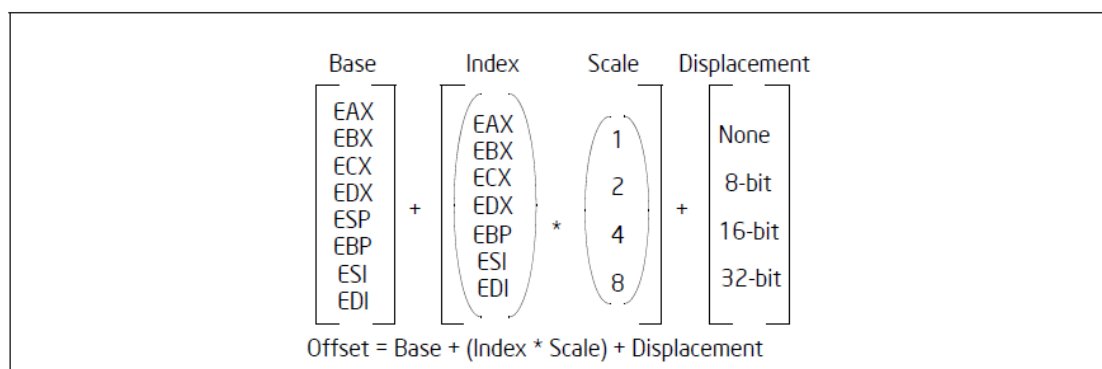 Base Index Scale Displacement
EAX
EBX
ECX
EDX
ESP
EBP
ESI
EDI
+
EAX
EBX
ECX
EDX
EBP
ESI
EDI
*
1
2
4
8
+
None
8-bit
16-bit
32-bit
Offset = Base + (Index * Scale) + Displacement